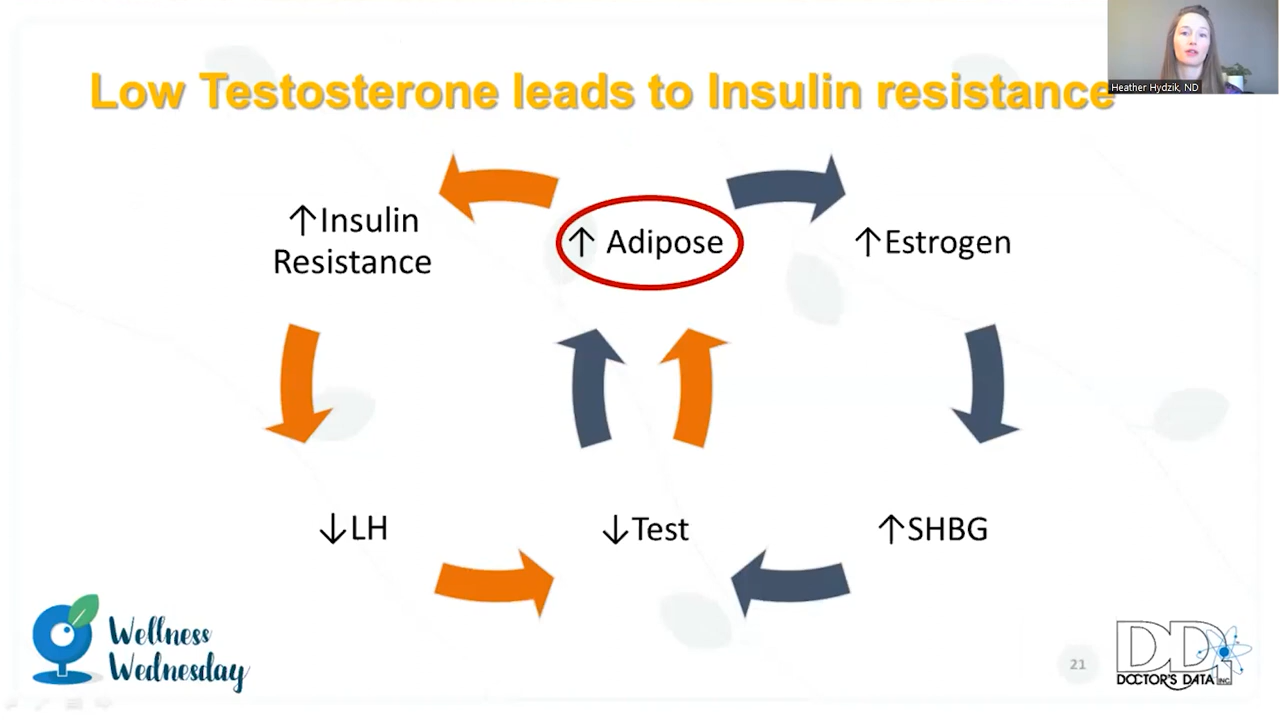 Heather Hydzik, ND
Low Testosterone leads to Insulin resistance
↑Insulin
Resistance
↑ Adipose
↑Estrogen
↓LH
↓Test
↑SHBG
Wellness
Wednesday
21
DDI
DOCTOR'S DATA INC.